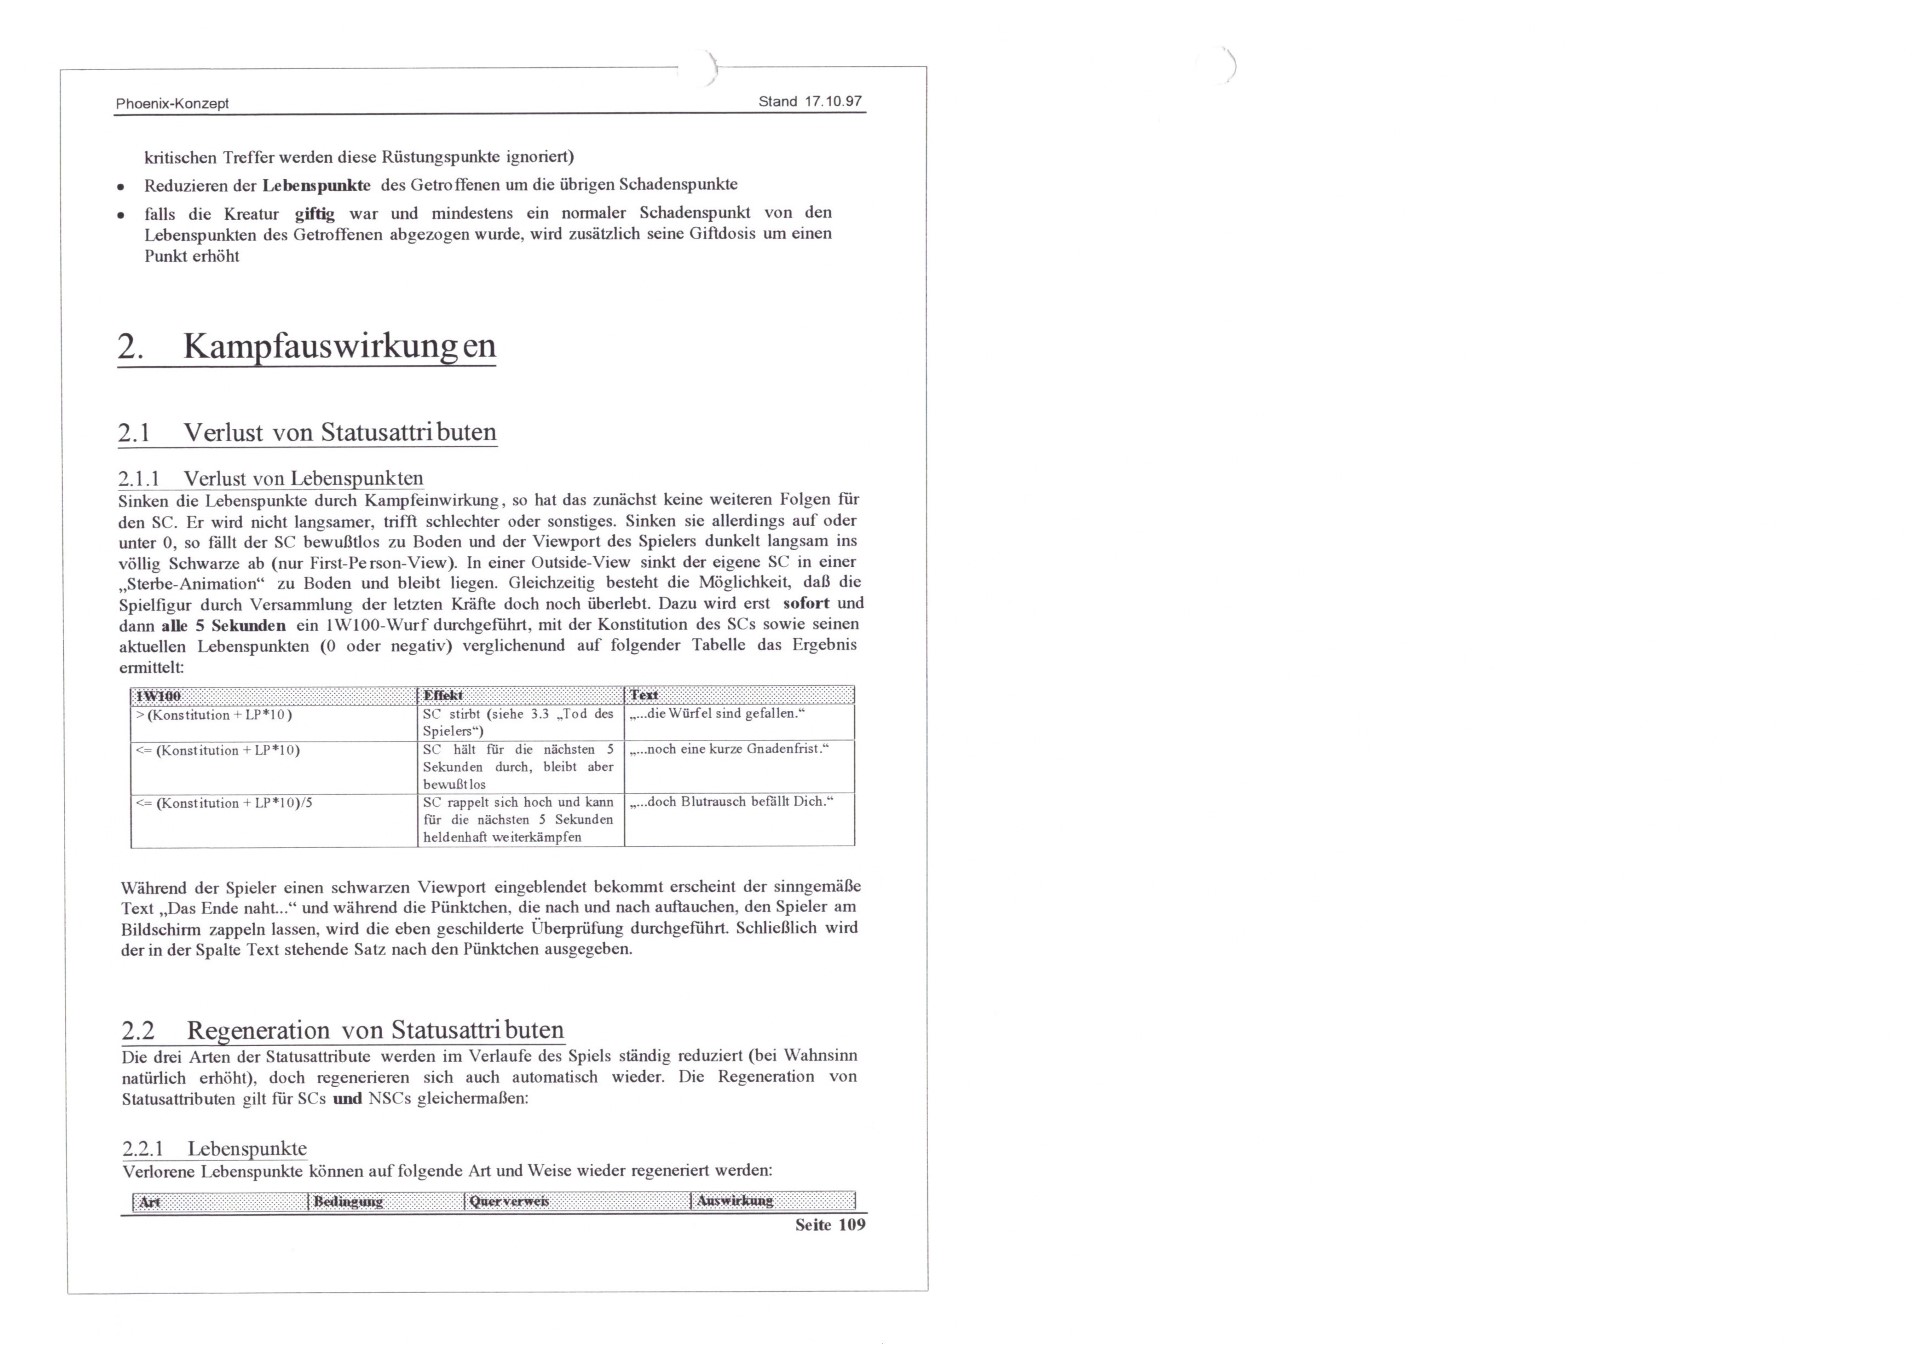 Phoenix-Konzept Stand 17.10.97
kritischen Treffer werden diese Rüstungspunkte ignoriert)
• Reduzieren der Lebenspunkte des Getroffenen um die übrigen Schadenspunkte
• falls die Kreatur giftig war und mindestens ein normaler Schadenspunkt von den
Lebenspunkten des Getroffenen abgezogen wurde, wird zusätzlich seine Giftdosis um einen
Punkt erhöht
2. Kampfauswirkungen
2.1 Verlust von Statusattributen
2.1.1 Verlust von Lebenspunkten
Sinken die Lebenspunkte durch Kampfeinwirkung, so hat das zunächst keine weiteren Folgen für
den SC. Er wird nicht langsamer, trifft schlechter oder sonstiges. Sinken sie allerdings auf oder
unter 0, so fällt der SC bewußtlos zu Boden und der Viewport des Spielers dunkelt langsam ins
völlig Schwarze ab (nur First-Person-View). In einer Outside-View sinkt der eigene SC in einer
„Sterbe-Animation“ zu Boden und bleibt liegen. Gleichzeitig besteht die Möglichkeit, daß die
Spielfigur durch Versammlung der letzten Kräfte doch noch überlebt. Dazu wird erst sofort und
dann alle 5 Sekunden ein 1W100-Wurf durchgeführt, mit der Konstitution des SCs sowie seinen
aktuellen Lebenspunkten (0 oder negativ) verglichenund auf folgender Tabelle das Ergebnis
ermittelt:
1W100 Effekt Text
> (Konstitution + LP*10) SC stirbt (siehe 3.3 „Tod des „...die Würfel sind gefallen.“
Spielers“)
<= (Konstitution + LP*10) SC hält für die nächsten 5 „...noch eine kurze Gnadenfrist.“
Sekunden durch, bleibt aber
bewußtlos
<= (Konstitution + LP*10)/5 SC rappelt sich hoch und kann „...doch Blutrausch befällt Dich.“
für die nächsten 5 Sekunden
heldenhaft weiterkämpfen
Während der Spieler einen schwarzen Viewport eingeblendet bekommt erscheint der sinngemäße
Text „Das Ende naht...“ und während die Pünktchen, die nach und nach auftauchen, den Spieler am
Bildschirm zappeln lassen, wird die eben geschilderte Überprüfung durchgeführt. Schließlich wird
der in der Spalte Text stehende Satz nach den Pünktchen ausgegeben.
2.2 Regeneration von Statusattributen
Die drei Arten der Statusattribute werden im Verlaufe des Spiels ständig reduziert (bei Wahnsinn
natürlich erhöht), doch regenerieren sich auch automatisch wieder. Die Regeneration von
Statusattributen gilt für SCs und NSCs gleichermaßen:
2.2.1 Lebenspunkte
Verlorene Lebenspunkte können auf folgende Art und Weise wieder regeneriert werden:
Art Bedingung Querverweis Auswirkung
Seite 109